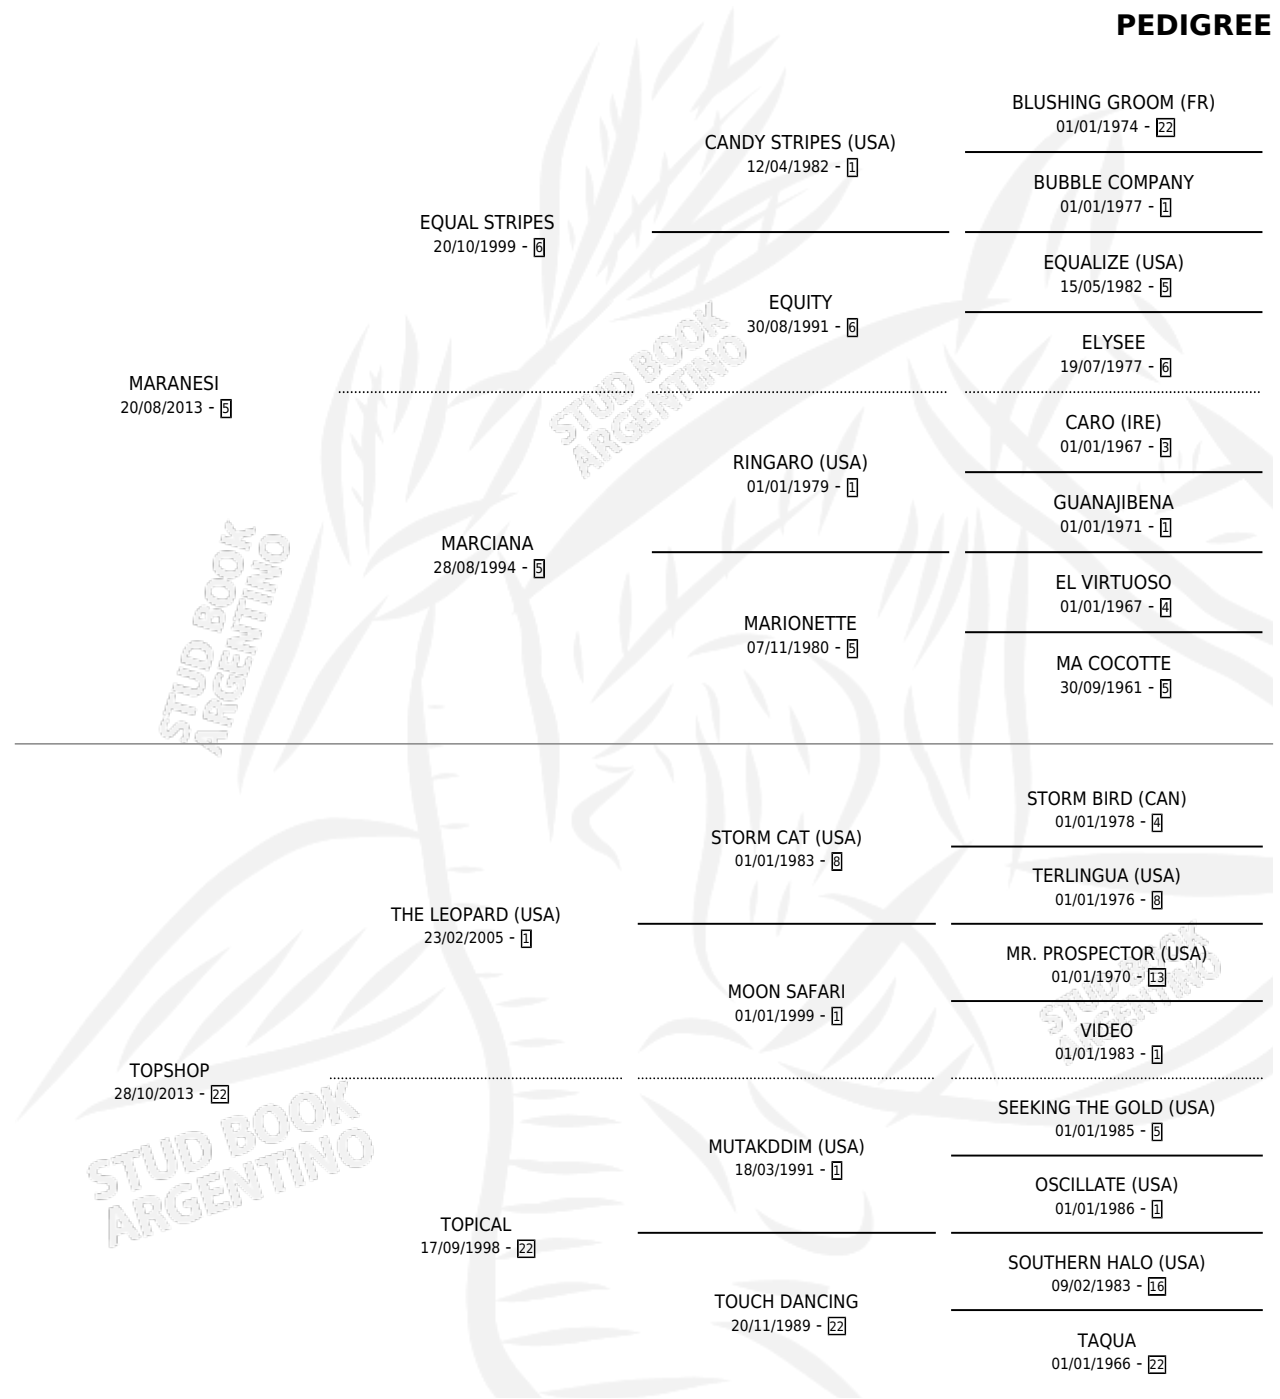 PEDIGREE
BLUSHING GROOM (FR)
01/01/1974 - 22
CANDY STRIPES (USA)
12/04/1982 - 1
BUBBLE COMPANY
01/01/1977 - 1
EQUAL STRIPES
20/10/1999 - 6
EQUALIZE (USA)
15/05/1982 - 5
EQUITY
30/08/1991 - 6
ELYSEE
19/07/1977 - 6
MARANESI
20/08/2013 - 5
CARO (IRE)
01/01/1967 - 3
RINGARO (USA)
01/01/1979 - 1
GUANAJIBENA
01/01/1971 - 1
MARCIANA
28/08/1994 - 5
EL VIRTUOSO
01/01/1967 - 4
MARIONETTE
07/11/1980 - 5
MA COCOTTE
30/09/1961 - 5
STORM BIRD (CAN)
01/01/1978 - 4
STORM CAT (USA)
01/01/1983 - 8
TERLINGUA (USA)
01/01/1976 - 8
THE LEOPARD (USA)
23/02/2005 - 1
MR. PROSPECTOR (USA)
01/01/1970 - 13
MOON SAFARI
01/01/1999 - 1
VIDEO
01/01/1983 - 1
TOPSHOP
28/10/2013 - 22
SEEKING THE GOLD (USA)
01/01/1985 - 5
MUTAKDDIM (USA)
18/03/1991 - 1
OSCILLATE (USA)
01/01/1986 - 1
TOPICAL
17/09/1998 - 22
SOUTHERN HALO (USA)
09/02/1983 - 16
TOUCH DANCING
20/11/1989 - 22
TAQUA
01/01/1966 - 22
STUD BOOK
ARGENTINO
STUD BOOK
ARGENTINO
STUD BOOK
ARGENTINO
STUD BOOK
ARGENTINO